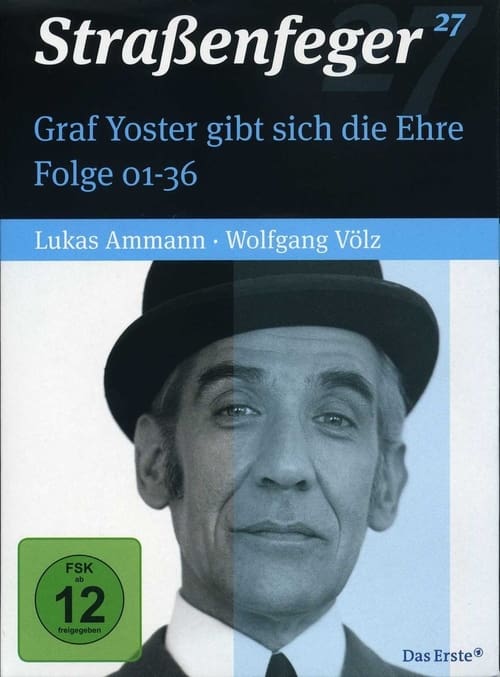 Straßenfeger 27
27
Graf Yoster gibt sich die Ehre
Folge 01-36
Lukas Ammann · Wolfgang Völz
FSK
ab
12
freigegeben
Das Erste